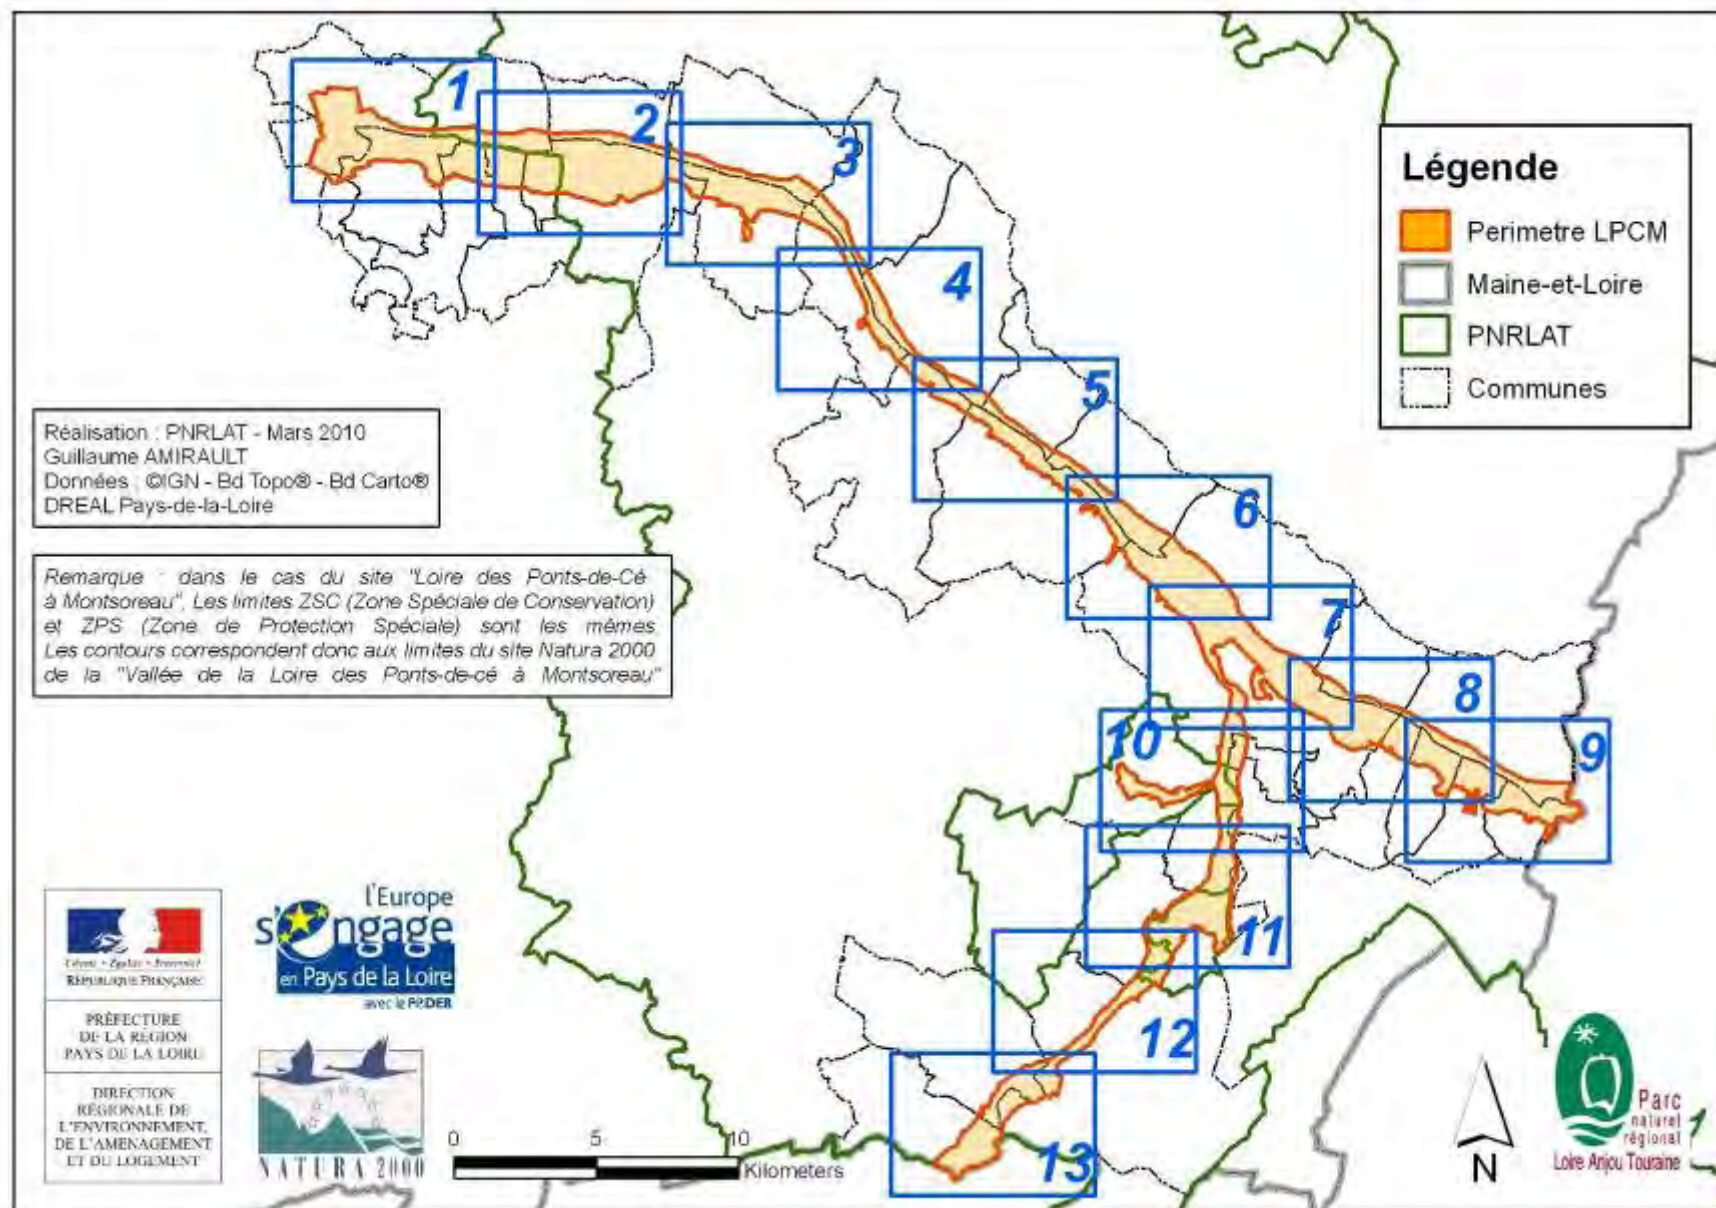 1
2
3
4
5
6
7
8
9
10
11
12
13
Légende
Perimetre LPCM
Maine-et-Loire
PNRLAT
Communes
Réalisation : PNRLAT - Mars 2010
Guillaume AMIRAULT
Données : ©IGN - Bd Topo® - Bd Carto®
DREAL Pays-de-la-Loire
Remarque : dans le cas du site "Loire des Ponts-de-Cé
à Montsoreau", Les limites ZSC (Zone Spéciale de Conservation)
et ZPS (Zone de Protection Spéciale) sont les mêmes
Les contours correspondent donc aux limites du site Natura 2000
de la "Vallée de la Loire des Ponts-de-cé à Montsoreau"
Liberté • Égalité • Fraternité
RÉPUBLIQUE FRANÇAISE
PRÉFECTURE
DE LA RÉGION
PAYS DE LA LOIRE
DIRECTION
RÉGIONALE DE
L'ENVIRONNEMENT,
DE L'AMENAGEMENT
ET DU LOGEMENT
l'Europe
s'engage
en Pays de la Loire
avec le FEDER
NATURA 2000
0 5 10
Kilometers
N
Parc
naturel
régional
Loire Anjou Touraine